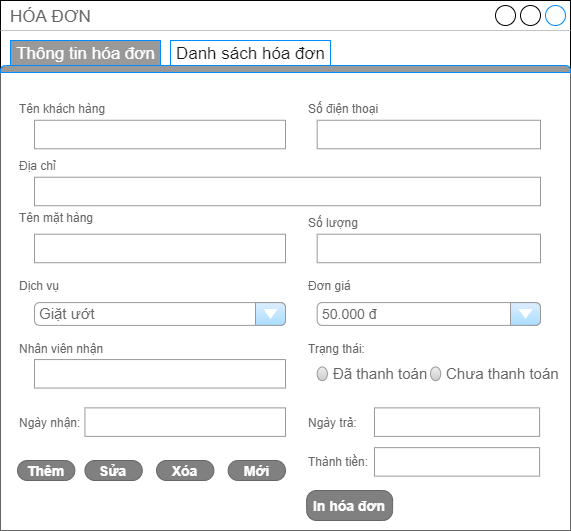 HÓA ĐƠN
Thông tin hóa đơn Danh sách hóa đơn
Tên khách hàng Số điện thoại
Địa chỉ
Tên mặt hàng Số lượng
Dịch vụ Đơn giá
Giặt ướt 50.000 đ
Nhân viên nhận Trạng thái:
Đã thanh toán Chưa thanh toán
Ngày nhận: Ngày trả:
Thêm Sửa Xóa Mới Thành tiền:
In hóa đơn